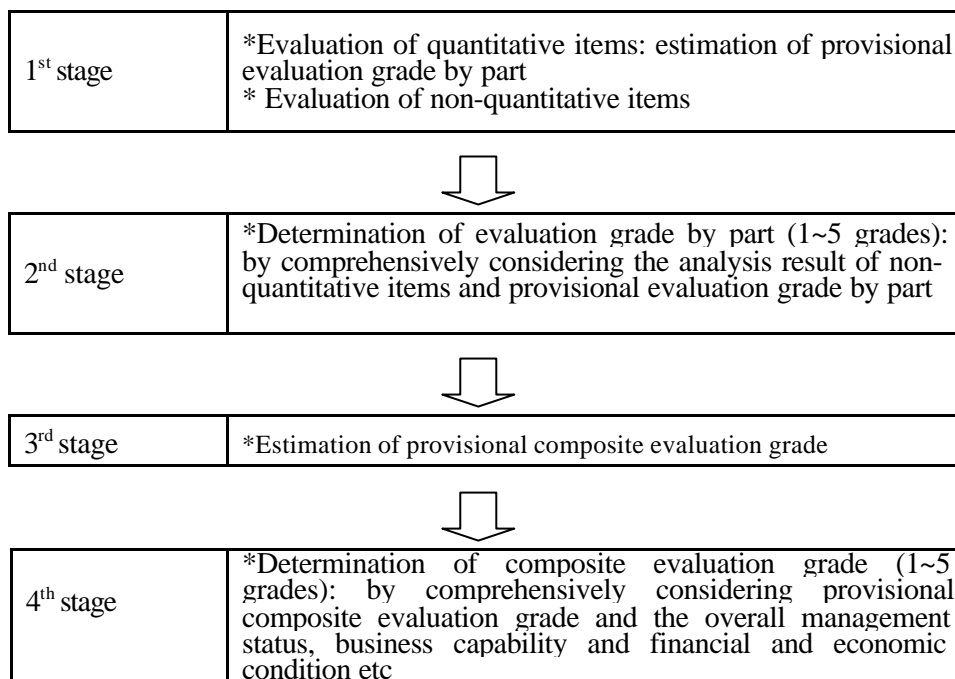 1st stage
*Evaluation of quantitative items: estimation of provisional
evaluation grade by part
* Evaluation of non-quantitative items
2nd stage
*Determination of evaluation grade by part (1~5 grades):
by comprehensively considering the analysis result of non-
quantitative items and provisional evaluation grade by part
3rd stage
*Estimation of provisional composite evaluation grade
4th stage
*Determination of composite evaluation grade (1~5
grades): by comprehensively considering provisional
composite evaluation grade and the overall management
status, business capability and financial and economic
condition etc